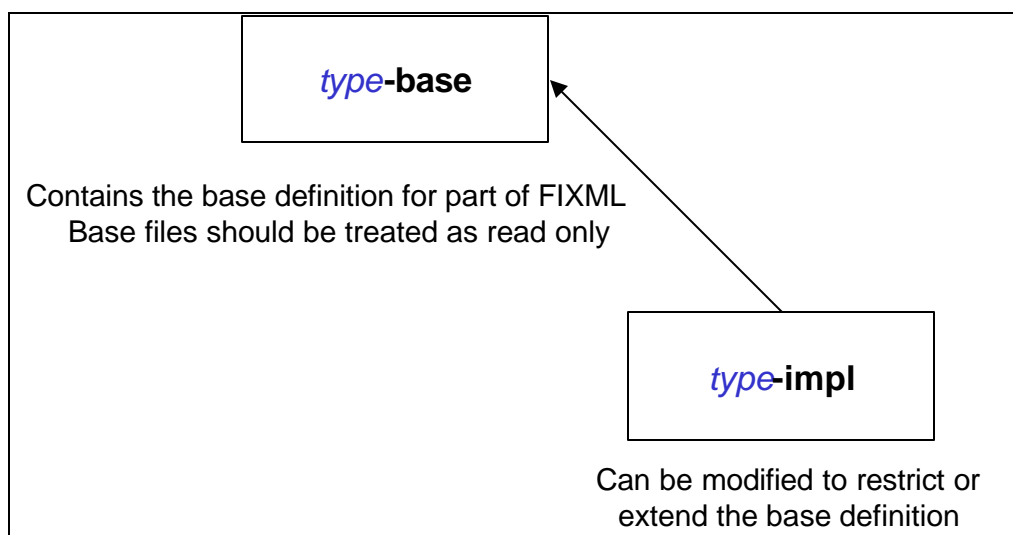 type-base
Contains the base definition for part of FIXML
Base files should be treated as read only
type-impl
Can be modified to restrict or
extend the base definition